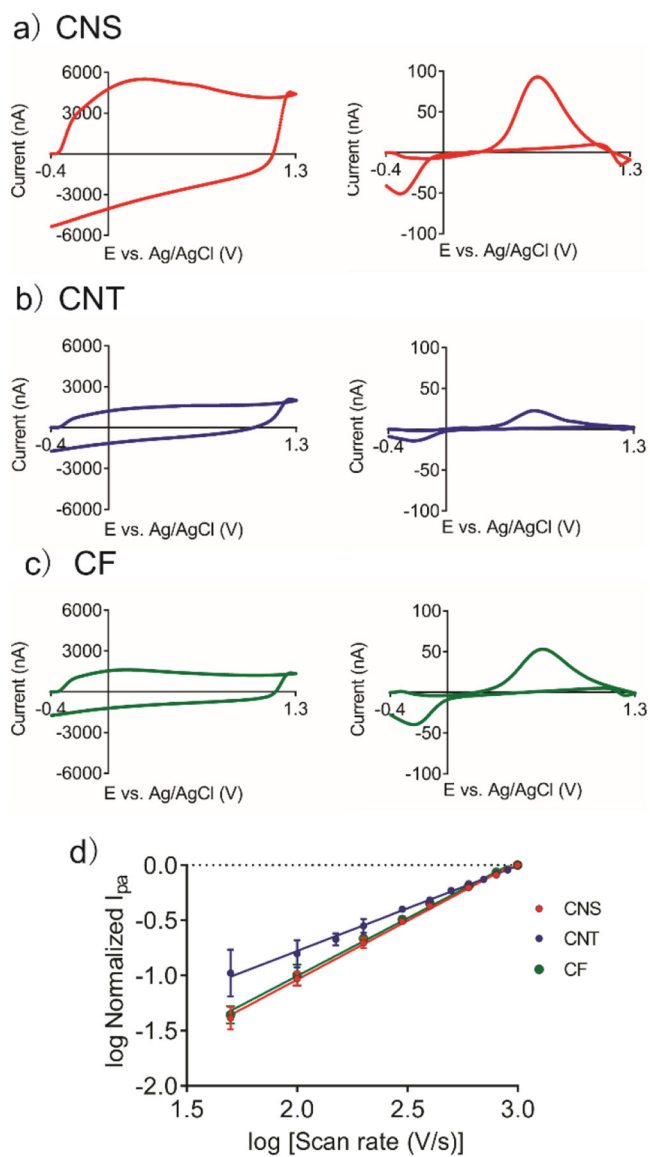 a) CNS
6000
3000
-3000
-6000
-0.4
1.3
Current (nA)
E vs. Ag/AgCl (V)
100
50
-50
-100
-0.4
1.3
Current (nA)
E vs. Ag/AgCl (V)
b) CNT
6000
3000
-3000
-6000
-0.4
1.3
Current (nA)
E vs. Ag/AgCl (V)
100
50
-50
-100
-0.4
1.3
Current (nA)
E vs. Ag/AgCl (V)
c) CF
6000
3000
-3000
-6000
-0.4
1.3
Current (nA)
E vs. Ag/AgCl (V)
100
50
-50
-100
-0.4
1.3
Current (nA)
E vs. Ag/AgCl (V)
d)
0.0
-0.5
-1.0
-1.5
-2.0
log Normalized Ipa
CNS
CNT
CF
1.5 2.0 2.5 3.0
log [Scan rate (V/s)]